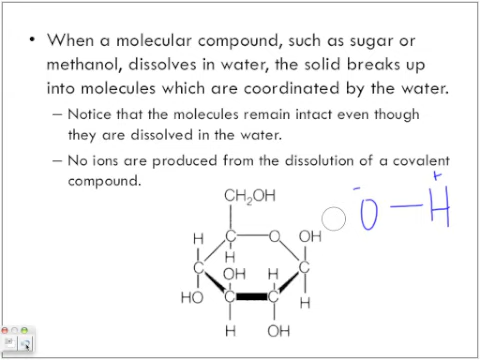 • When a molecular compound, such as sugar or
methanol, dissolves in water, the solid breaks up
into molecules which are coordinated by the water.
– Notice that the molecules remain intact even though
they are dissolved in the water.
– No ions are produced from the dissolution of a covalent
compound.
CH₂OH
- +
O — H
H C O OH
H
C OH H C
HO C C H
H OH